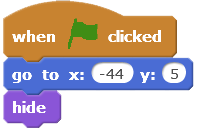 when clicked
go to x: -44 y: 5
hide